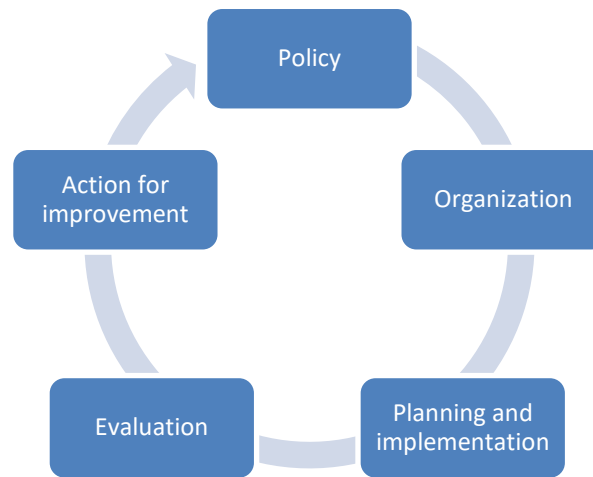 Policy
Organization
Planning and
implementation
Evaluation
Action for
improvement